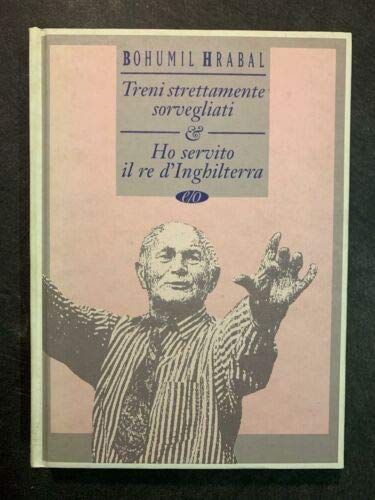 BOHUMIL HRABAL
Treni strettamente
sorvegliati
&
Ho servito
il re d'Inghilterra
e/o